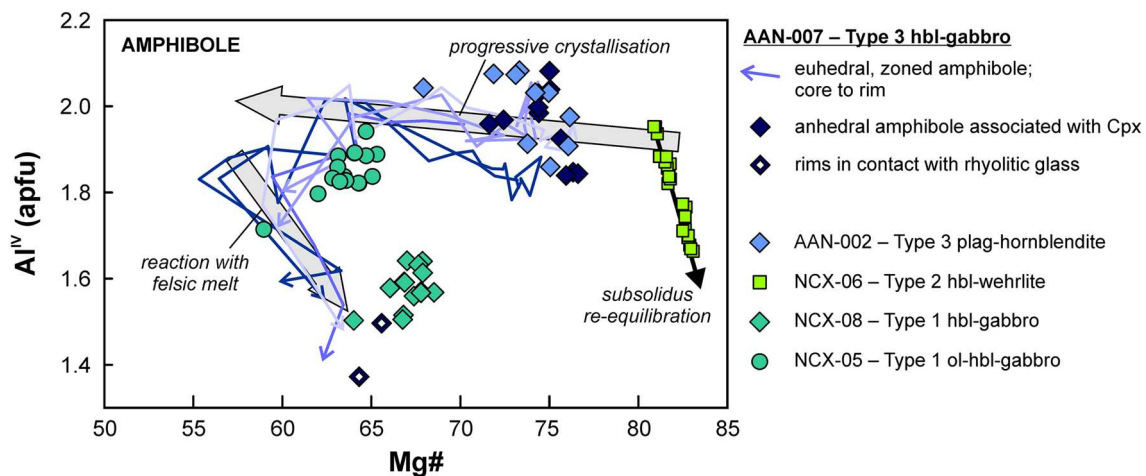 AMPHIBOLE
progressive crystallisation
reaction with
felsic melt
subsolidus
re-equilibration
2.2
2.0
1.8
1.6
1.4
50
55
60
65
70
75
80
85
Al^IV (apfu)
Mg#
AAN-007 – Type 3 hbl-gabbro
euhedral, zoned amphibole;
core to rim
anhedral amphibole associated with Cpx
rims in contact with rhyolitic glass
AAN-002 – Type 3 plag-hornblendite
NCX-06 – Type 2 hbl-wehrlite
NCX-08 – Type 1 hbl-gabbro
NCX-05 – Type 1 ol-hbl-gabbro